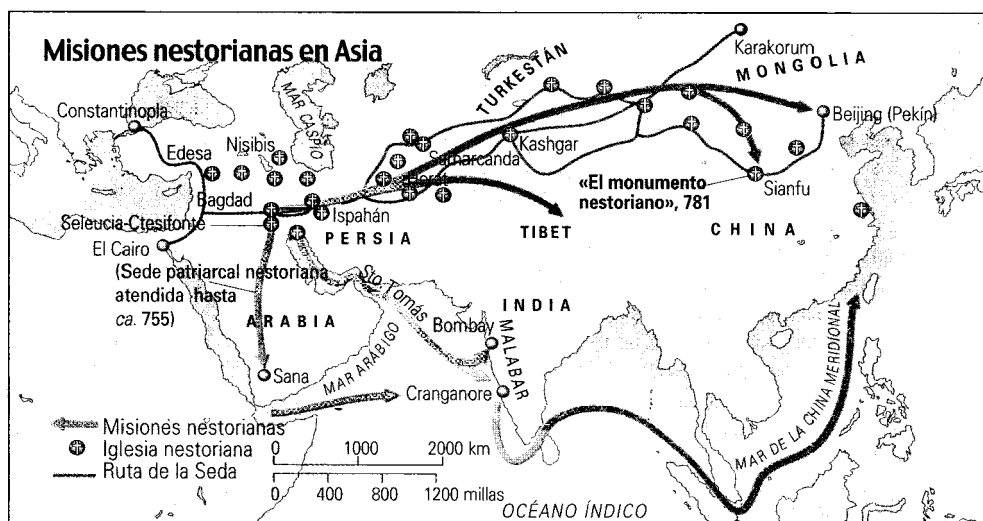 Misiones nestorianas en Asia
Karakorum
MONGOLIA
TURKESTÁN
MAR CASPIO
Constantinopla
Beijing (Pekín)
Edesa
Nisibis
Kashgar
Samarcanda
Herat
«El monumento
nestoriano», 781
Sianfu
Bagdad
Ispahán
Seleucia-Ctesifonte
PERSIA
TIBET
CHINA
El Cairo
(Sede patriarcal nestoriana
atendida hasta
ca. 755)
Sto. Tomás
INDIA
ARABIA
Bombay
MALABAR
MAR ARÁBIGO
Sana
Cranganore
MAR DE LA CHINA MERIDIONAL
Misiones nestorianas
Iglesia nestoriana
Ruta de la Seda
0 1000 2000 km
0 400 800 1200 millas
OCÉANO ÍNDICO